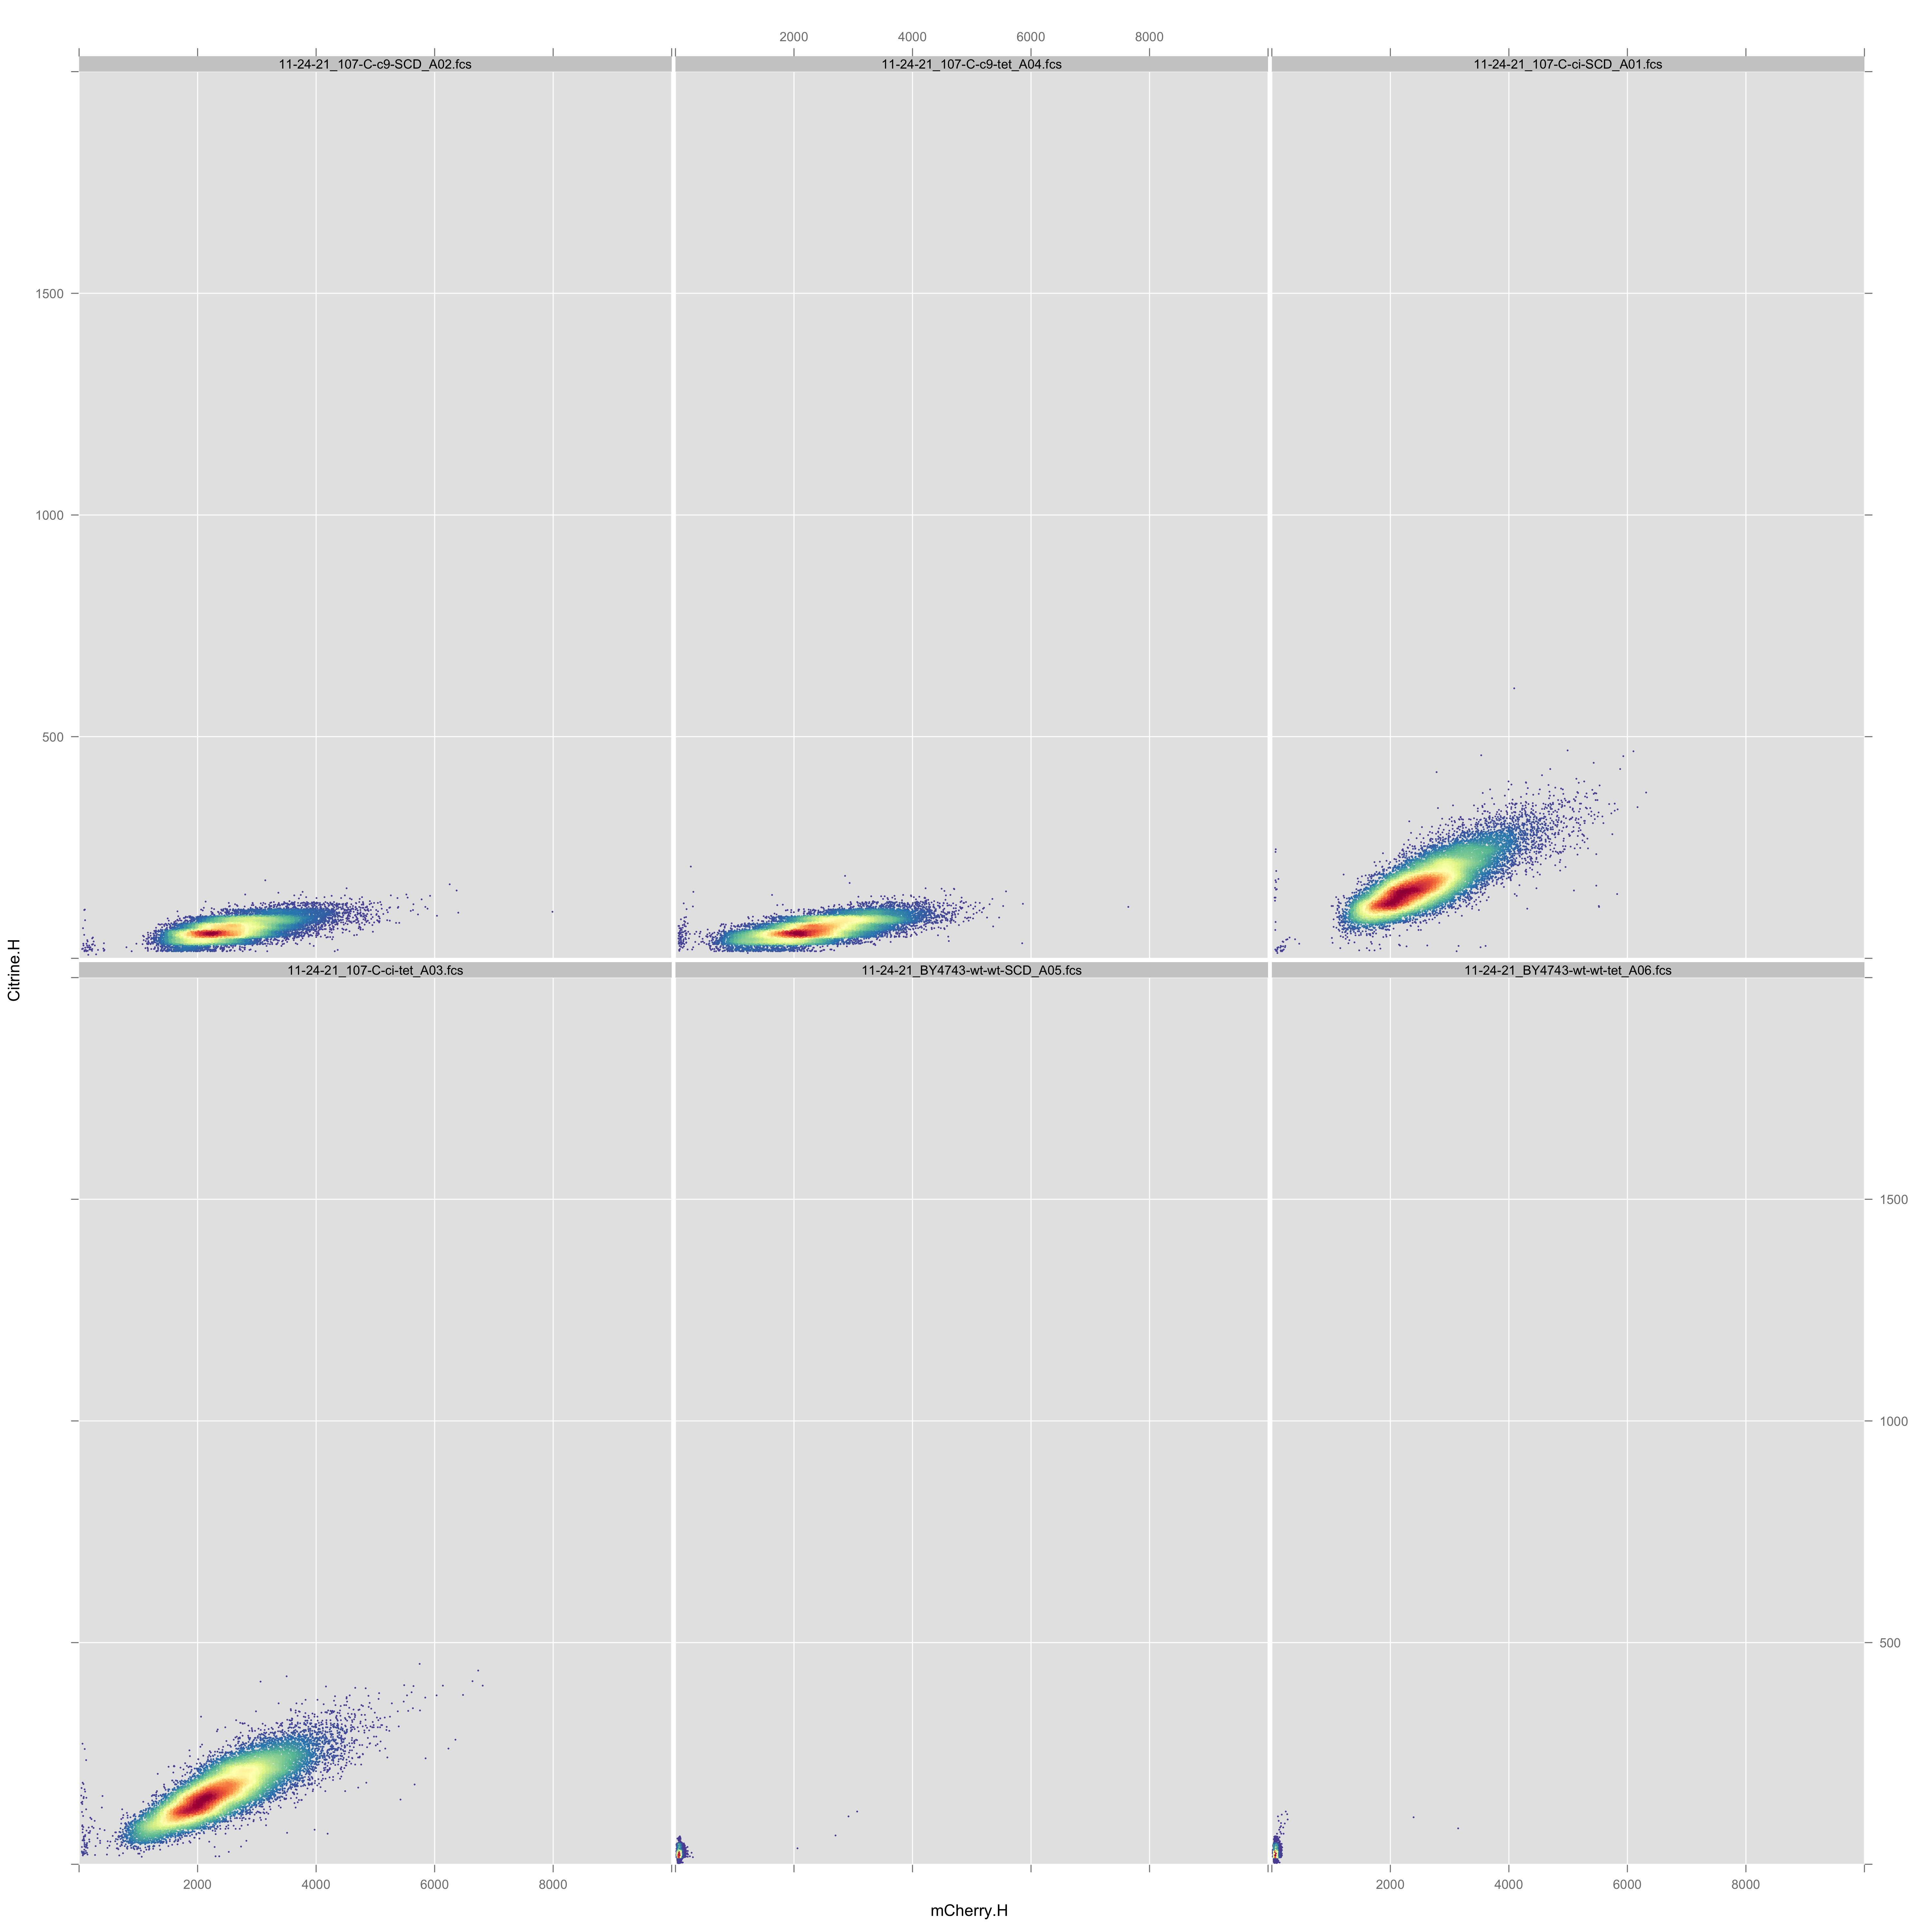 2000 4000 6000 8000
11-24-21_107-C-c9-SCD_A02.fcs 11-24-21_107-C-c9-tet_A04.fcs 11-24-21_107-C-ci-SCD_A01.fcs
1500
1000
500
Citrine.H
11-24-21_107-C-ci-tet_A03.fcs 11-24-21_BY4743-wt-wt-SCD_A05.fcs 11-24-21_BY4743-wt-wt-tet_A06.fcs
1500
1000
500
2000 4000 6000 8000 2000 4000 6000 8000
mCherry.H